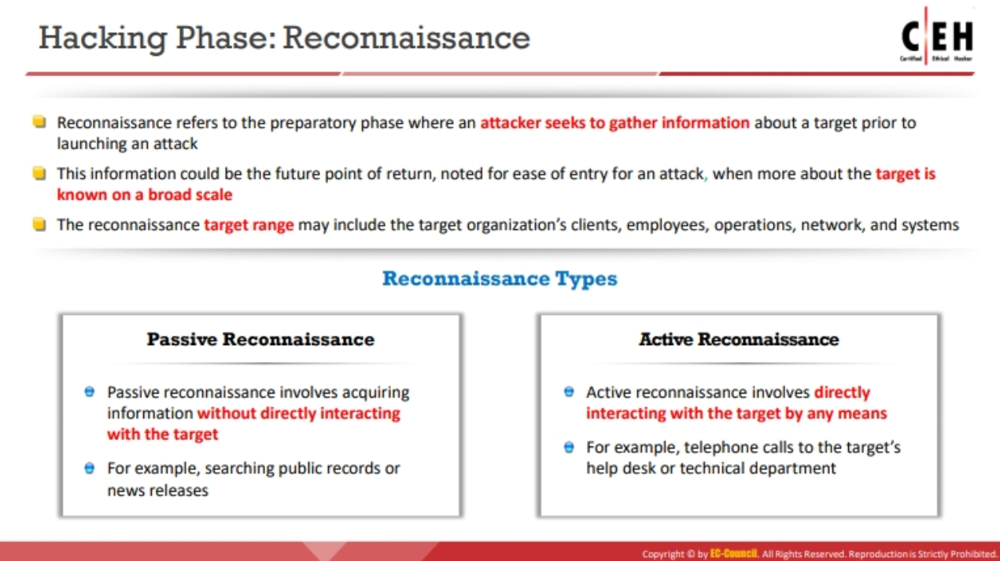 Hacking Phase: Reconnaissance
C|EH
Certified Ethical Hacker
Reconnaissance refers to the preparatory phase where an attacker seeks to gather information about a target prior to
launching an attack
This information could be the future point of return, noted for ease of entry for an attack, when more about the target is
known on a broad scale
The reconnaissance target range may include the target organization's clients, employees, operations, network, and systems
Reconnaissance Types
Passive Reconnaissance
Passive reconnaissance involves acquiring
information without directly interacting
with the target
For example, searching public records or
news releases
Active Reconnaissance
Active reconnaissance involves directly
interacting with the target by any means
For example, telephone calls to the target's
help desk or technical department
Copyright © by EC-Council. All Rights Reserved. Reproduction is Strictly Prohibited.